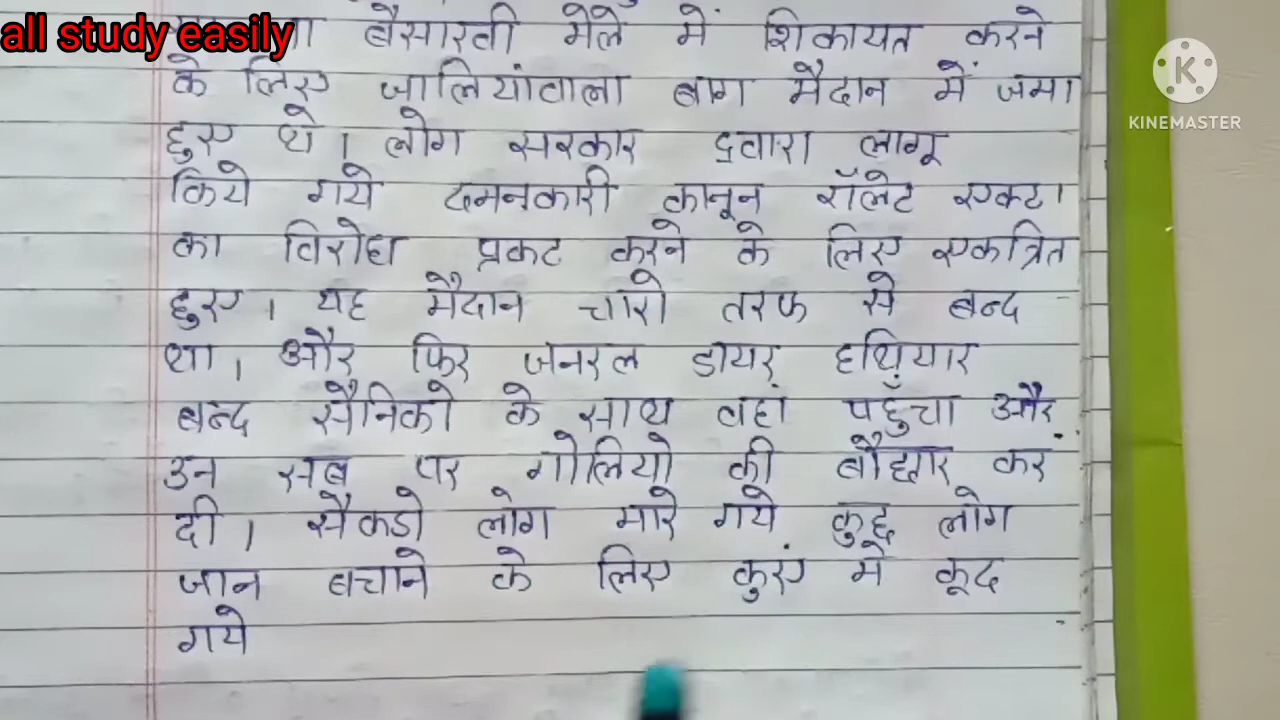 all study easily
बैसाखी मेले में शिकायत करने
के लिए जालियांवाला बाग मैदान में जमा
हुए थे। लोग सरकार द्वारा लागू
किये गये दमनकारी कानून रॉलेट एक्ट।
का विरोध प्रकट करने के लिए एकत्रित
हुए। यह मैदान चारो तरफ से बन्द
था। और फिर जनरल डायर हथियार
बन्द सैनिको के साथ वहां पहुँचा और
उन सब पर गोलियो की बौछार कर
दी। सैकडो लोग मारे गये कुछ लोग
जान बचाने के लिए कुएं मे कूद
गये
KINEMASTER